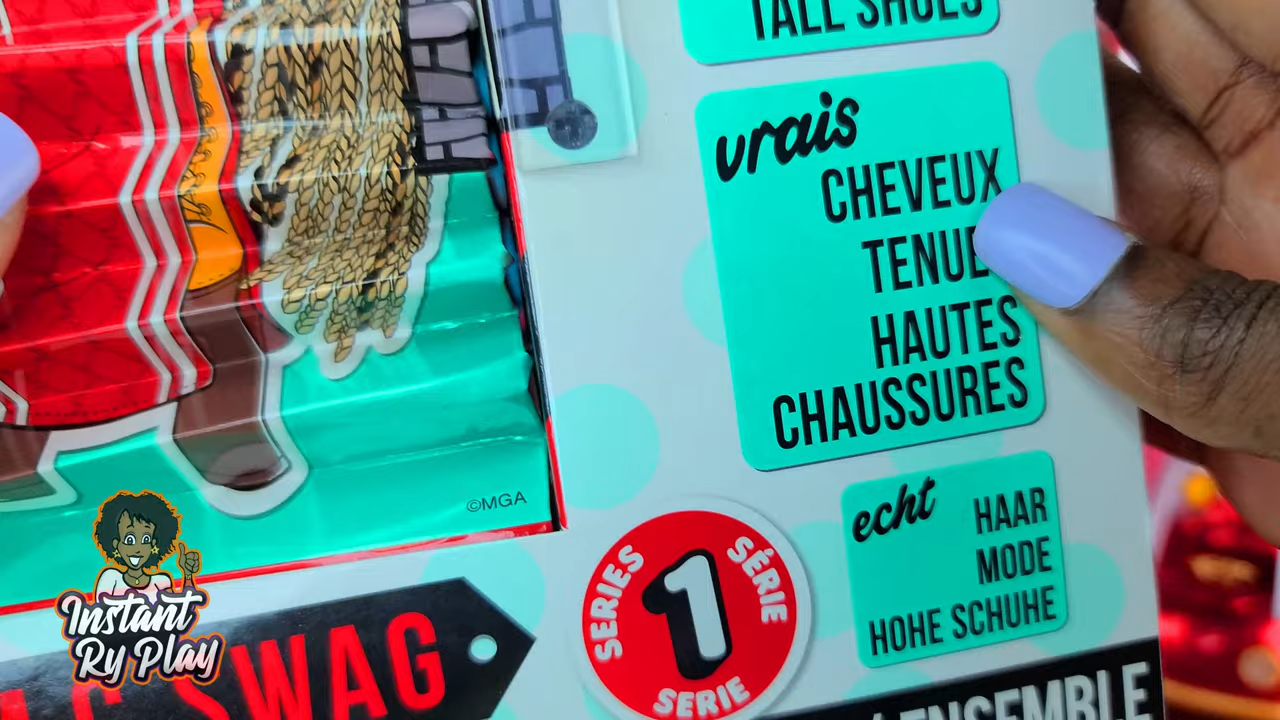 TALL SHOES
vrais
CHEVEUX
TENUE
HAUTES
CHAUSSURES
echt HAAR
MODE
HOHE SCHUHE
©MGA
SERIES 1 SÉRIE
SERIE
SWAG
ENSEMBLE
Instant
Ry Play